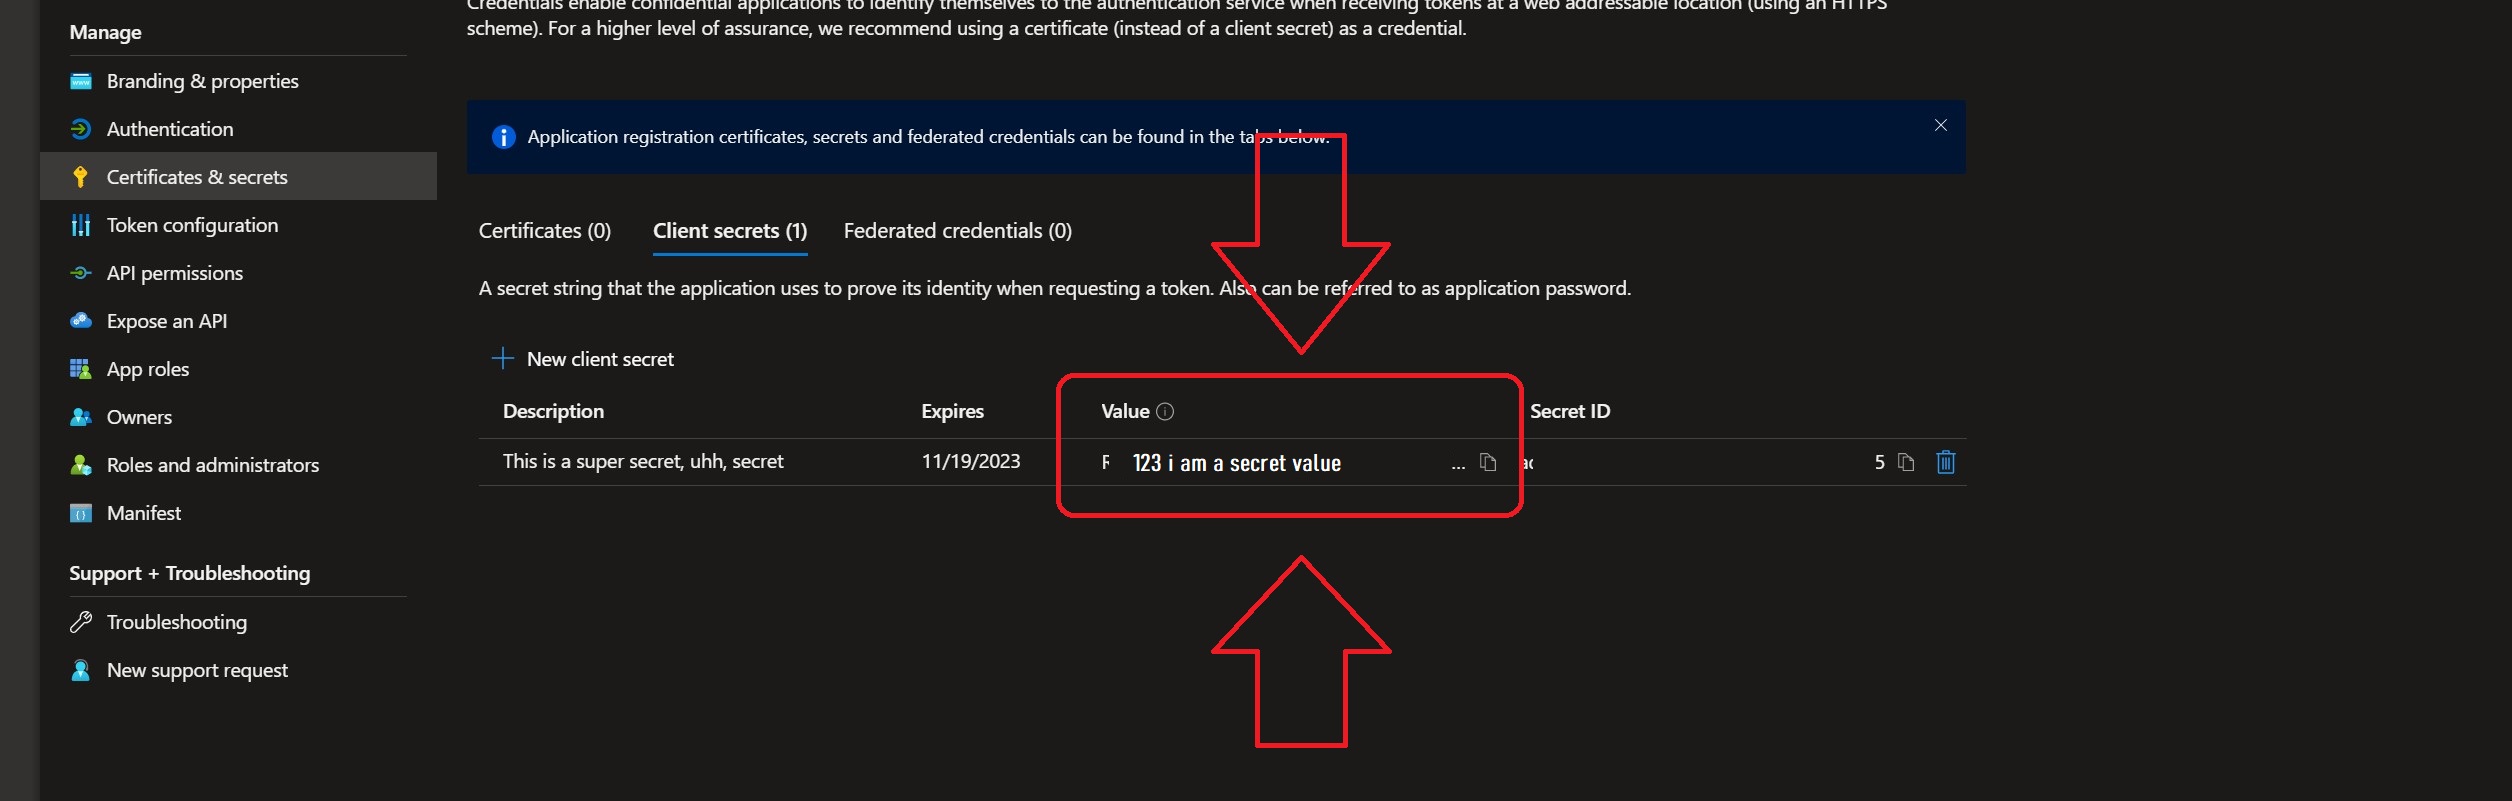 Credentials enable confidential applications to identify themselves to the authentication service when receiving tokens at a web addressable location (using an HTTPS
scheme). For a higher level of assurance, we recommend using a certificate (instead of a client secret) as a credential.
Manage
Branding & properties
Authentication
Certificates & secrets
Token configuration
API permissions
Expose an API
App roles
Owners
Roles and administrators
Manifest
Support + Troubleshooting
Troubleshooting
New support request
Application registration certificates, secrets and federated credentials can be found in the tabs below.
Certificates (0) Client secrets (1) Federated credentials (0)
A secret string that the application uses to prove its identity when requesting a token. Also can be referred to as application password.
New client secret
Description Expires Value Secret ID
This is a super secret, uhh, secret 11/19/2023 123 i am a secret value ... 5